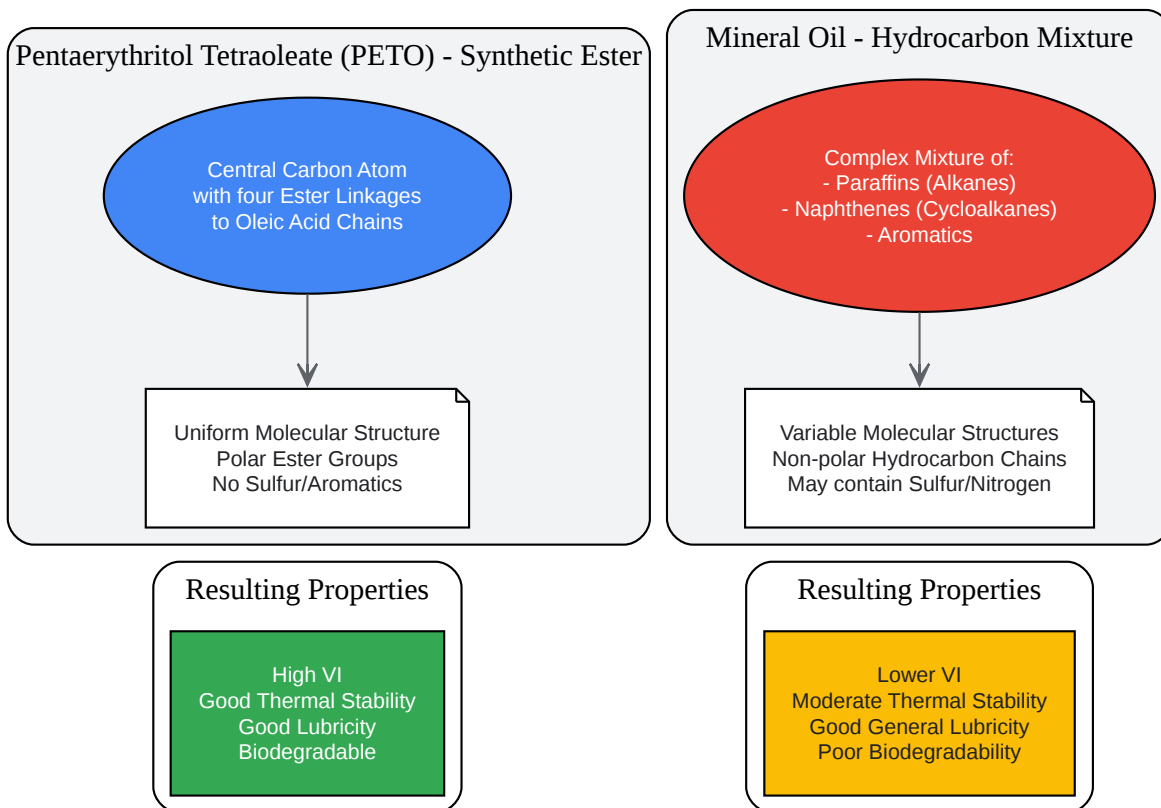 Pentaerythritol Tetraoleate (PETO) - Synthetic Ester
Central Carbon Atom
with four Ester Linkages
to Oleic Acid Chains
Uniform Molecular Structure
Polar Ester Groups
No Sulfur/Aromatics
Resulting Properties
High VI
Good Thermal Stability
Good Lubricity
Biodegradable
Mineral Oil - Hydrocarbon Mixture
Complex Mixture of:
- Paraffins (Alkanes)
- Naphthenes (Cycloalkanes)
- Aromatics
Variable Molecular Structures
Non-polar Hydrocarbon Chains
May contain Sulfur/Nitrogen
Resulting Properties
Lower VI
Moderate Thermal Stability
Good General Lubricity
Poor Biodegradability